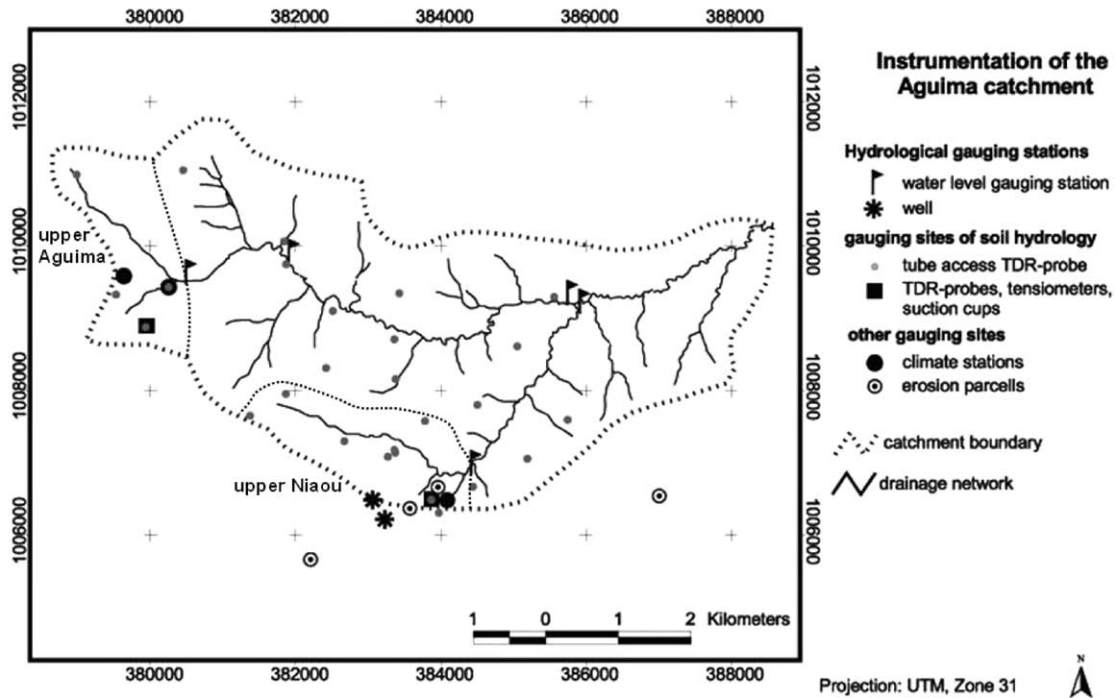 380000 382000 384000 386000 388000
1012000 1012000
1010000 1010000
1008000 1008000
1006000 1006000
upper
Aguima
upper Niaou
1 0 1 2 Kilometers
380000 382000 384000 386000 388000
Instrumentation of the
Aguima catchment
Hydrological gauging stations
water level gauging station
well
gauging sites of soil hydrology
tube access TDR-probe
TDR-probes, tensiometers,
suction cups
other gauging sites
climate stations
erosion parcells
catchment boundary
drainage network
Projection: UTM, Zone 31
N